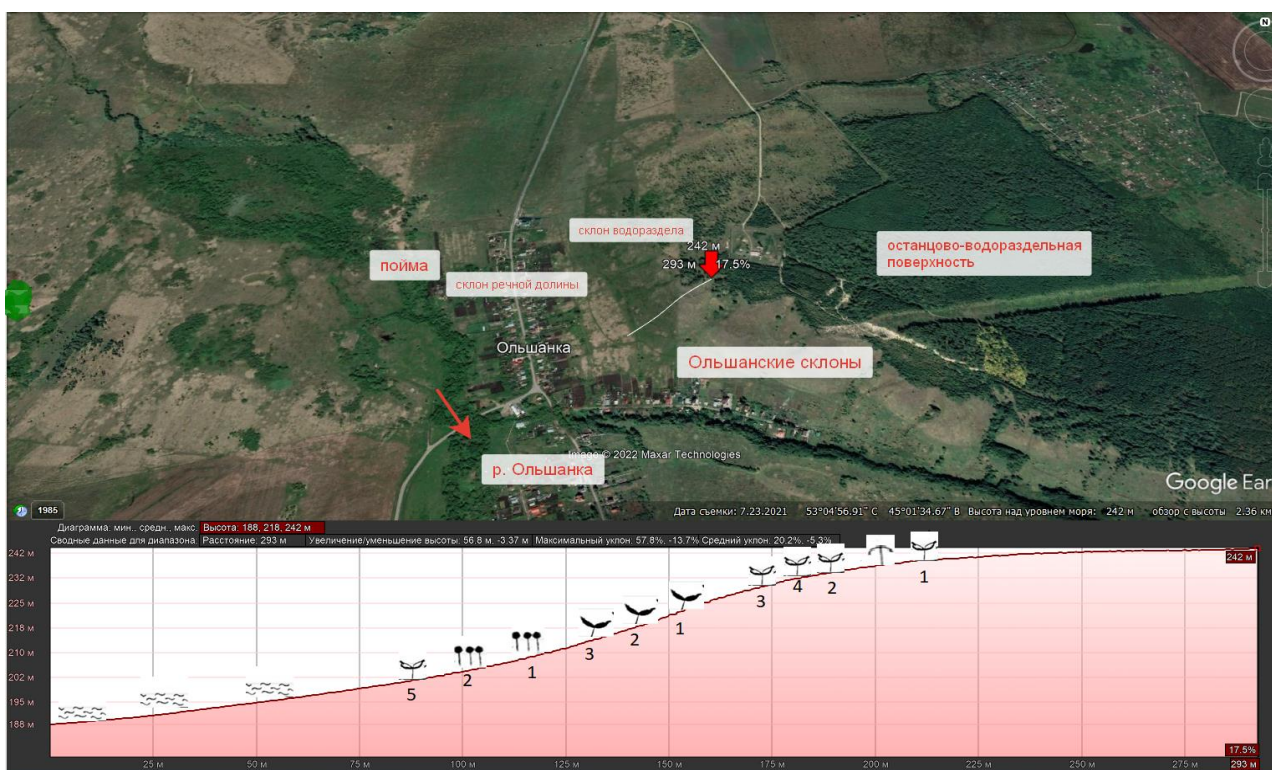 N
склон водораздела
242 м
293 м 17.5%
останцово-водораздельная
поверхность
пойма
склон речной долины
Ольшанка
Ольшанские склоны
Image © 2022 Maxar Technologies
р. Ольшанка
Google Ear
1985
Дата съемки: 7.23.2021 53°04'56.91" С 45°01'34.67" В Высота над уровнем моря: 242 м обзор с высоты 2.36 км
Диаграмма: мин., средн., макс. Высота: 188, 218, 242 м
Сводные данные для диапазона Расстояние: 293 м Увеличение/уменьшение высоты: 56.8 м, -3.37 м Максимальный уклон: 57.8%, -13.7% Средний уклон: 20.2%, -5.3%
242 м
232 м
225 м
218 м
210 м
202 м
195 м
188 м
5 2 1 3 2 1 3 4 2 1
242 м
17.5%
25 м 50 м 75 м 100 м 125 м 150 м 175 м 200 м 225 м 250 м 275 м 293 м